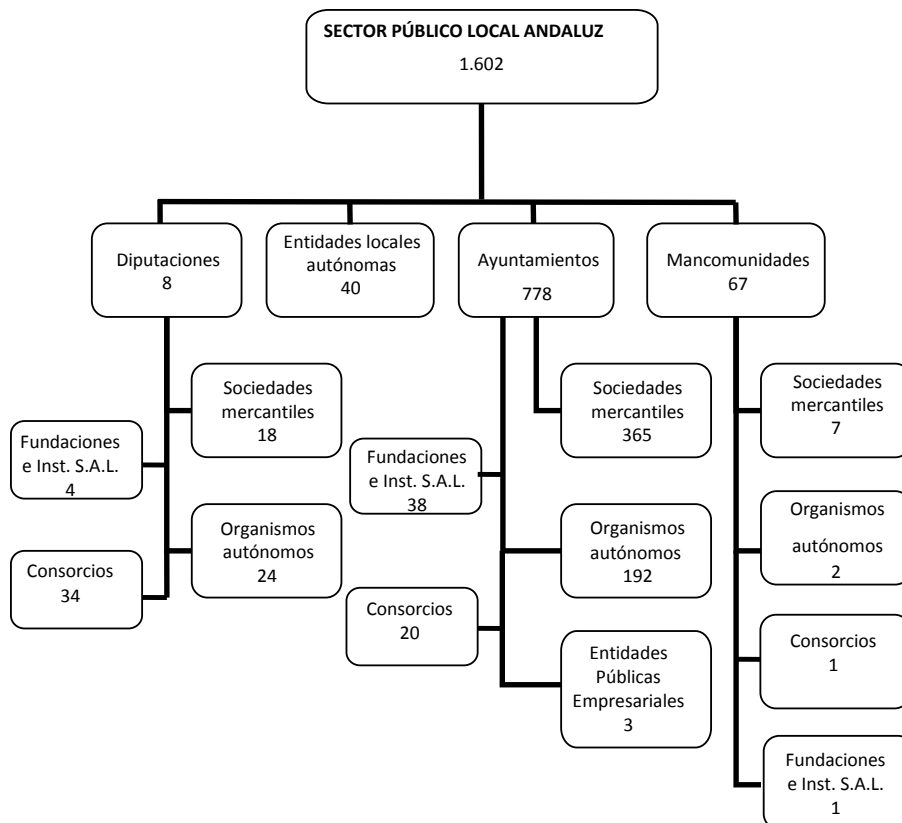 SECTOR PÚBLICO LOCAL ANDALUZ
1.602
Diputaciones
8
Entidades locales
autónomas
40
Ayuntamientos
778
Mancomunidades
67
Sociedades
mercantiles
18
Fundaciones
e Inst. S.A.L.
4
Organismos
autónomos
24
Consorcios
34
Sociedades
mercantiles
365
Fundaciones
e Inst. S.A.L.
38
Organismos
autónomos
192
Consorcios
20
Entidades
Públicas
Empresariales
3
Sociedades
mercantiles
7
Organismos
autónomos
2
Consorcios
1
Fundaciones
e Inst. S.A.L.
1